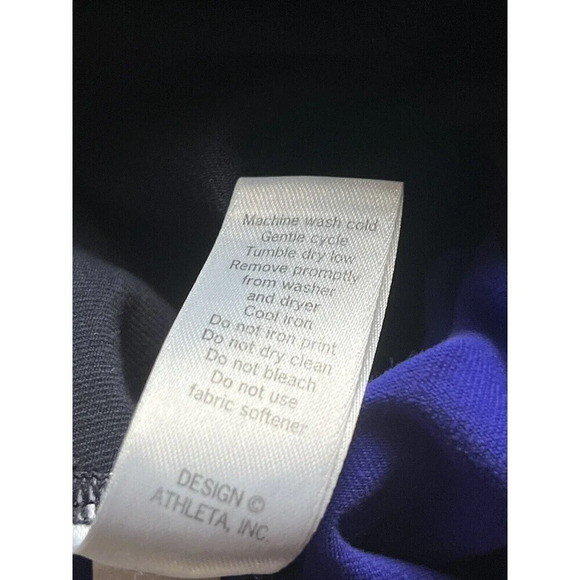 Machine wash cold
Gentle cycle
Tumble dry low
Remove promptly
from washer
and dryer
Cool iron
Do not iron print
Do not dry clean
Do not bleach
Do not use
fabric softener
DESIGN ©
ATHLETA, INC.